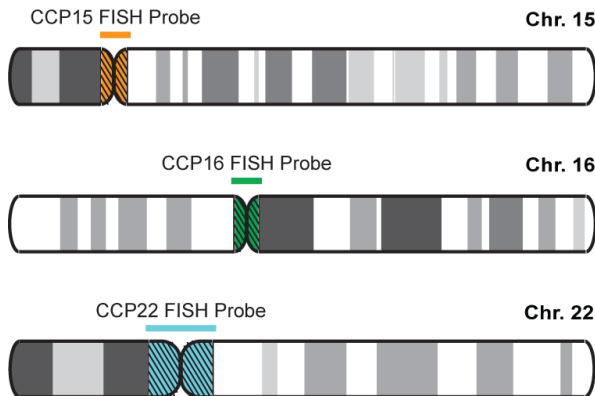 CCP15 FISH Probe
Chr. 15
CCP16 FISH Probe
Chr. 16
CCP22 FISH Probe
Chr. 22